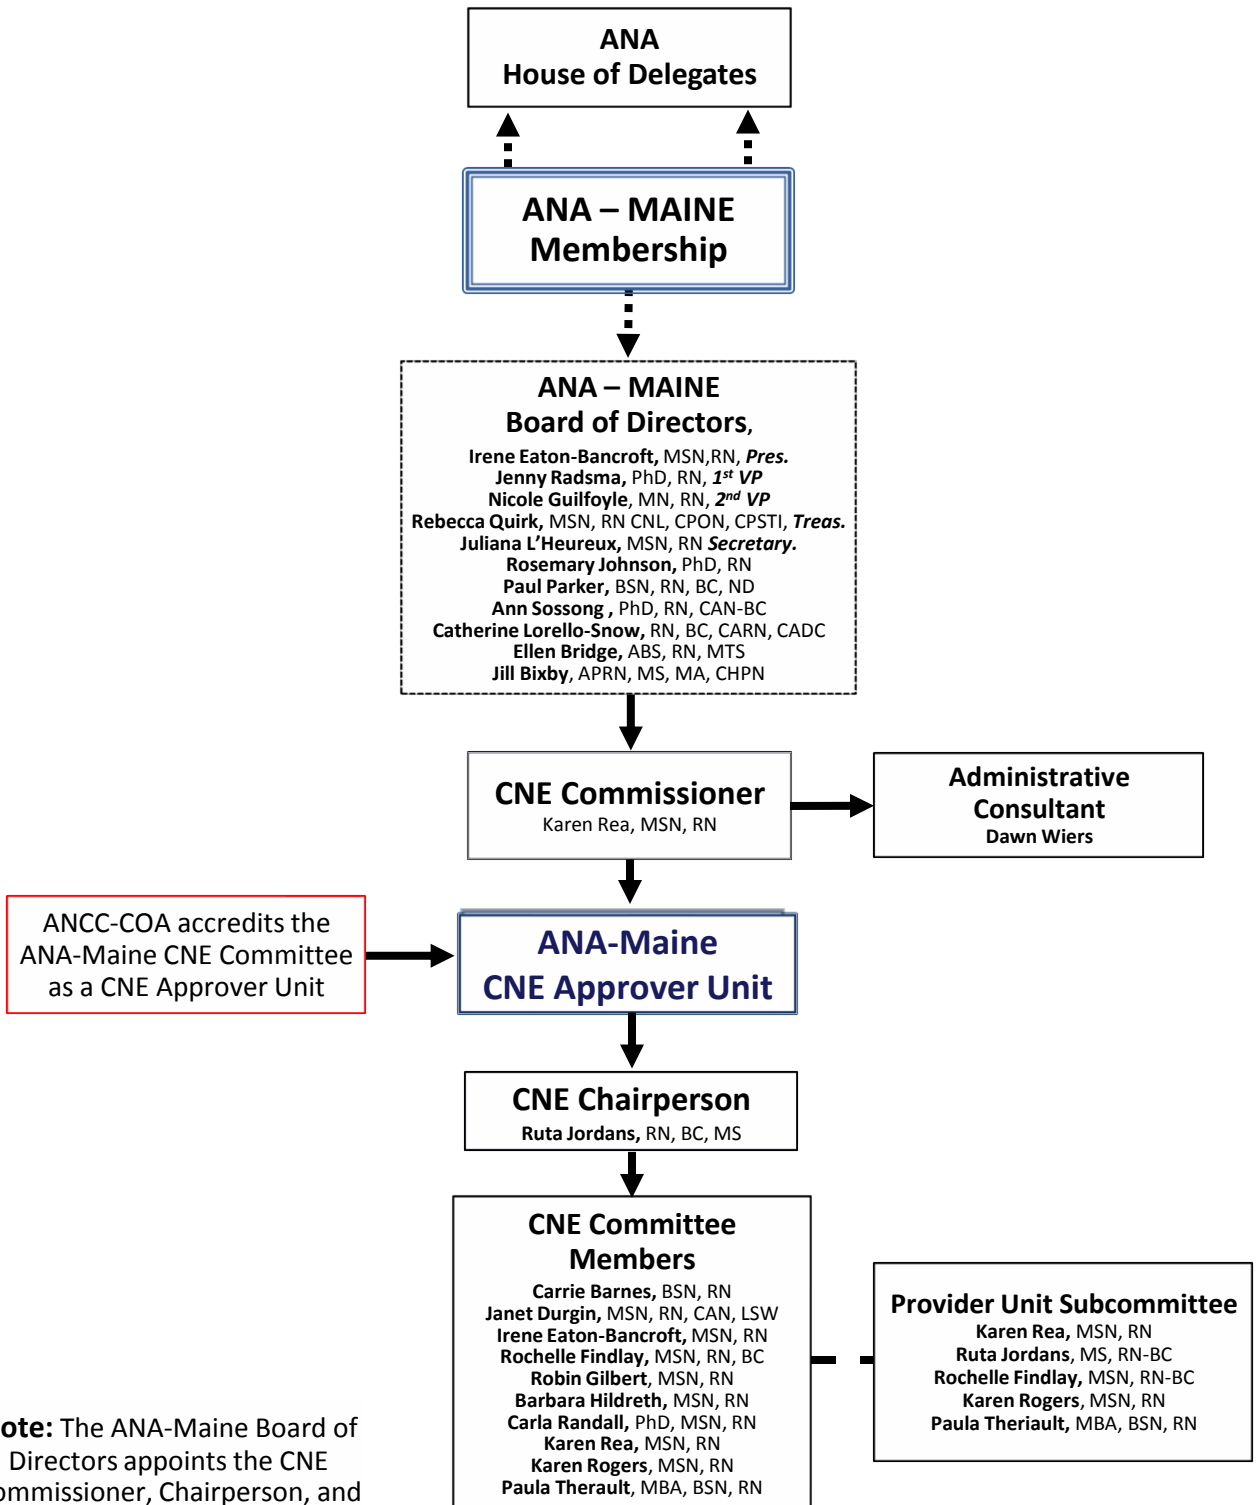 ANA
House of Delegates
ANA – MAINE
Membership
ANA – MAINE
Board of Directors,
Irene Eaton-Bancroft, MSN,RN, Pres.
Jenny Radsma, PhD, RN, 1st VP
Nicole Guilfoyle, MN, RN, 2nd VP
Rebecca Quirk, MSN, RN CNL, CPON, CPSTI, Treas.
Juliana L'Heureux, MSN, RN Secretary.
Rosemary Johnson, PhD, RN
Paul Parker, BSN, RN, BC, ND
Ann Sossong , PhD, RN, CAN-BC
Catherine Lorello-Snow, RN, BC, CARN, CADC
Ellen Bridge, ABS, RN, MTS
Jill Bixby, APRN, MS, MA, CHPN
CNE Commissioner
Karen Rea, MSN, RN
Administrative
Consultant
Dawn Wiers
ANCC-COA accredits the
ANA-Maine CNE Committee
as a CNE Approver Unit
ANA-Maine
CNE Approver Unit
CNE Chairperson
Ruta Jordans, RN, BC, MS
CNE Committee
Members
Carrie Barnes, BSN, RN
Janet Durgin, MSN, RN, CAN, LSW
Irene Eaton-Bancroft, MSN, RN
Rochelle Findlay, MSN, RN, BC
Robin Gilbert, MSN, RN
Barbara Hildreth, MSN, RN
Carla Randall, PhD, MSN, RN
Karen Rea, MSN, RN
Karen Rogers, MSN, RN
Paula Therault, MBA, BSN, RN
Provider Unit Subcommittee
Karen Rea, MSN, RN
Ruta Jordans, MS, RN-BC
Rochelle Findlay, MSN, RN-BC
Karen Rogers, MSN, RN
Paula Theriault, MBA, BSN, RN
ote: The ANA-Maine Board of
Directors appoints the CNE
ommissioner, Chairperson, and